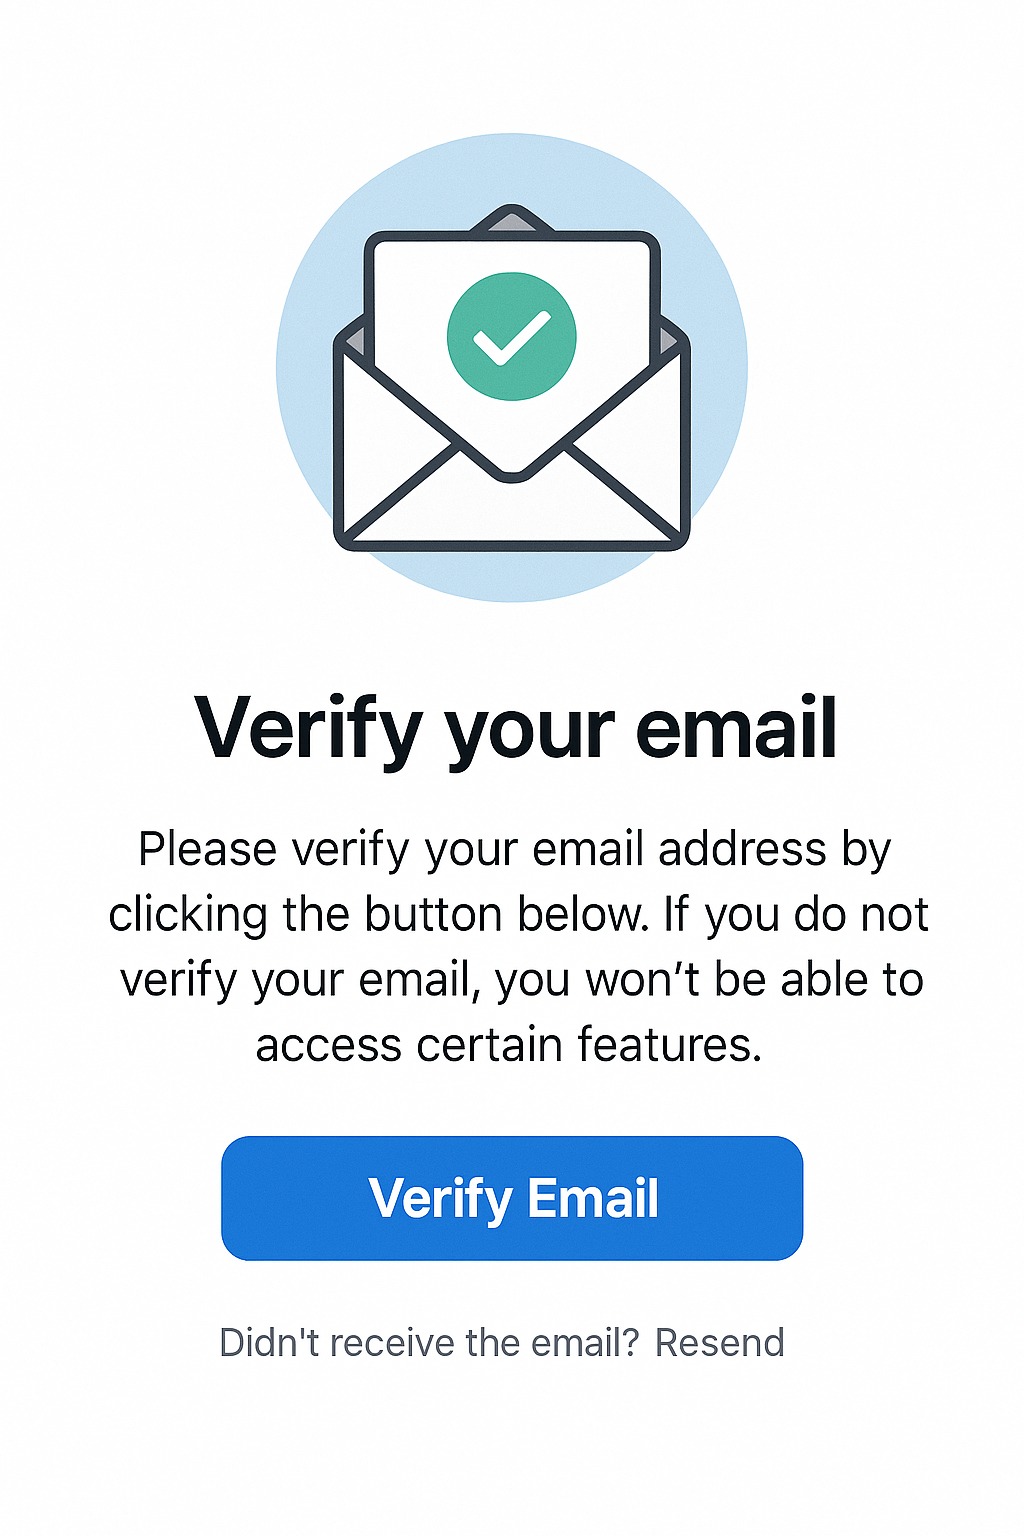 Verify your email
Please verify your email address by
clicking the button below. If you do not
verify your email, you won’t be able to
access certain features.
Verify Email
Didn't receive the email? Resend